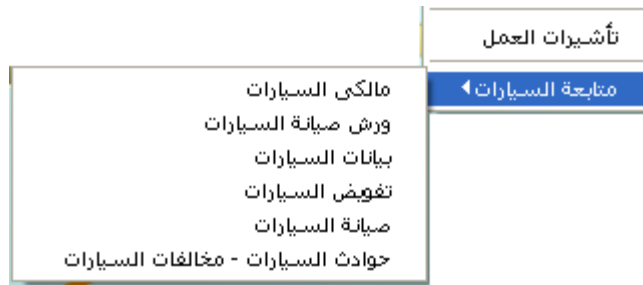 تأشيرات العمل
متابعة السيارات
مالكى السيارات
ورش صيانة السيارات
بيانات السيارات
تفويض السيارات
صيانة السيارات
حوادث السيارات - مخالفات السيارات